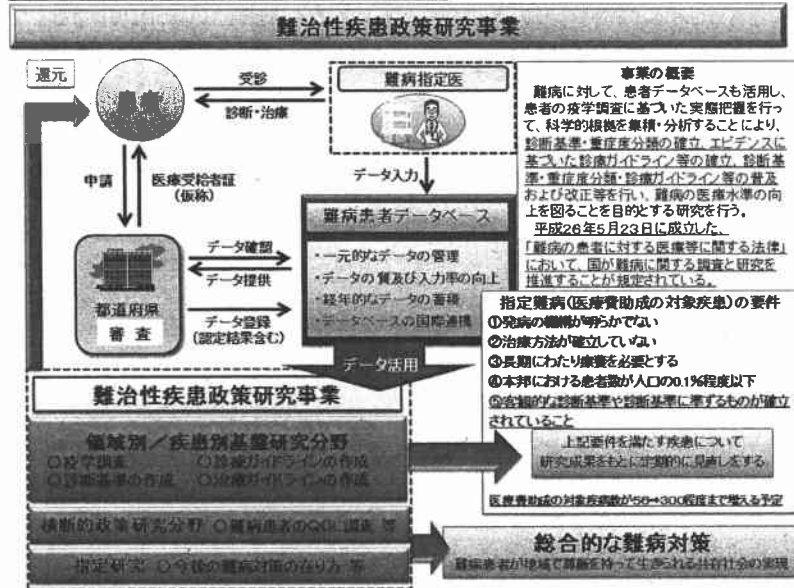 難治性疾患政策研究事業
還元
患者
受診
診断・治療
難病指定医
申請
医療受給者証
(仮称)
データ入力
都道府県
審査
データ確認
データ提供
データ登録
(認定結果含む)
難病患者データベース
・一元的なデータの管理
・データの質及び入力率の向上
・経年的なデータの蓄積
・データベースの国際連携
データ活用
事業の概要
難病に対して、患者データベースも活用し、
患者の疫学調査に基づいた実態把握を行っ
て、科学的根拠を集積・分析することにより、
診断基準・重症度分類の確立、エビデンスに
基づいた診療ガイドライン等の確立、診断基
準・重症度分類・診療ガイドライン等の普及
および改正等を行い、難病の医療水準の向
上を図ることを目的とする研究を行う。
平成26年5月23日に成立した、
「難病の患者に対する医療等に関する法律」
において、国が難病に関する調査と研究を
推進することが規定されている。
指定難病(医療費助成の対象疾患)の要件
①発病の機構が明らかでない
②治療方法が確立していない
③長期にわたり療養を必要とする
④本邦における患者数が人口の0.1%程度以下
⑤客観的な診断基準や診断基準に準ずるものが確立
されていること
上記要件を満たす疾患について
研究成果をもとに定期的に見直しをする
医療費助成の対象疾病数が56→300程度まで増える予定
難治性疾患政策研究事業
領域別/疾患別基盤研究分野
○疫学調査 ○診療ガイドラインの作成
○診断基準の作成 ○治療ガイドラインの作成
横断的政策研究分野 ○難病患者のQOL調査 等
指定研究 ○今後の難病対策の在り方 等
総合的な難病対策
難病患者が地域で尊厳を持って生きられる共存社会の実現